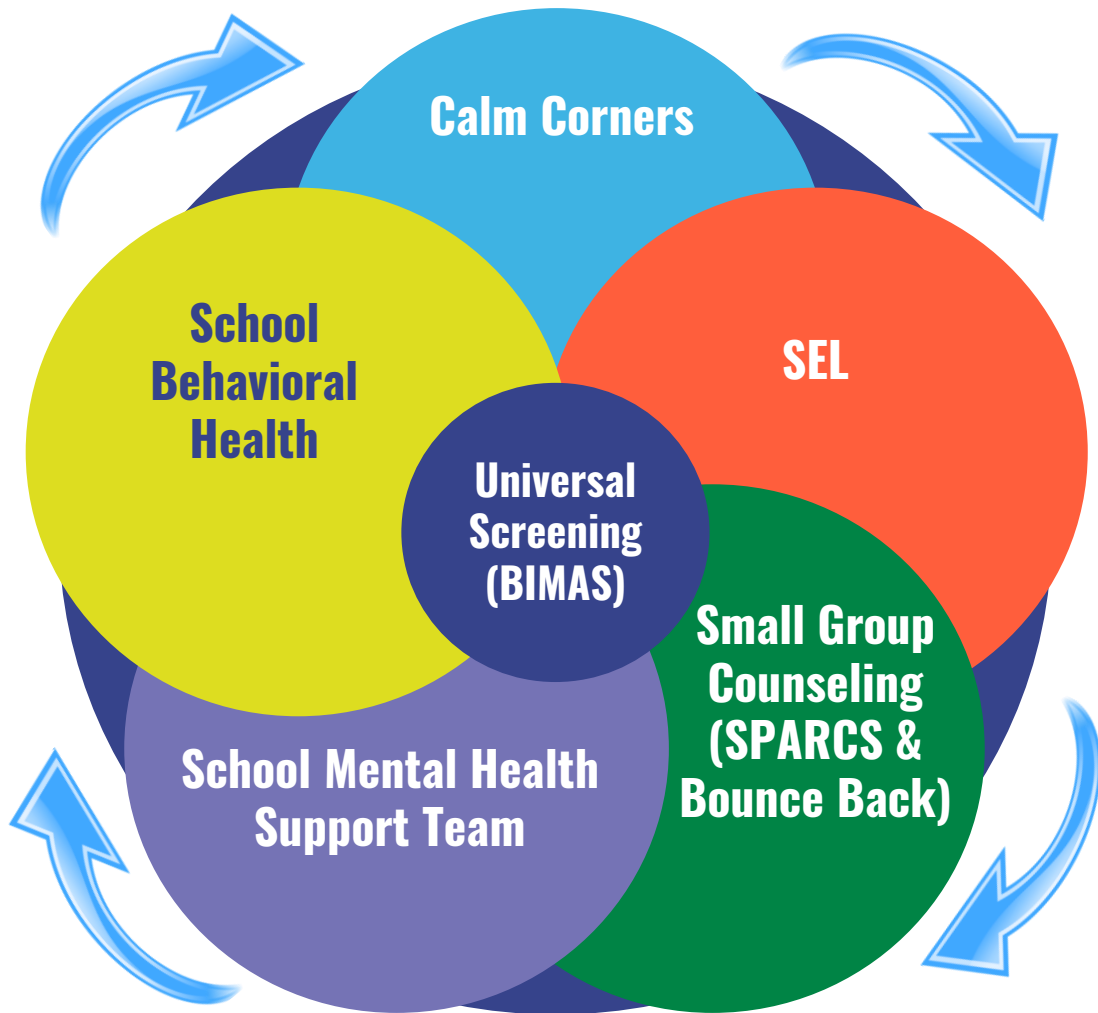 Calm Corners
SEL
School
Behavioral
Health
Universal
Screening
(BIMAS)
Small Group
Counseling
(SPARCS &
Bounce Back)
School Mental Health
Support Team